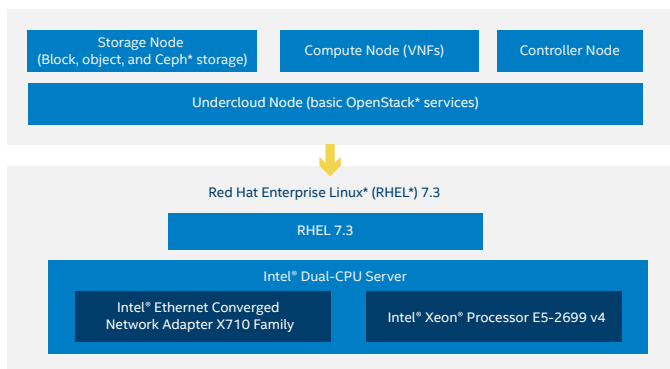 Storage Node
(Block, object, and Ceph* storage)
Compute Node (VNFs)
Controller Node
Undercloud Node (basic OpenStack* services)
Red Hat Enterprise Linux* (RHEL*) 7.3
RHEL 7.3
Intel® Dual-CPU Server
Intel® Ethernet Converged
Network Adapter X710 Family
Intel® Xeon® Processor E5-2699 v4